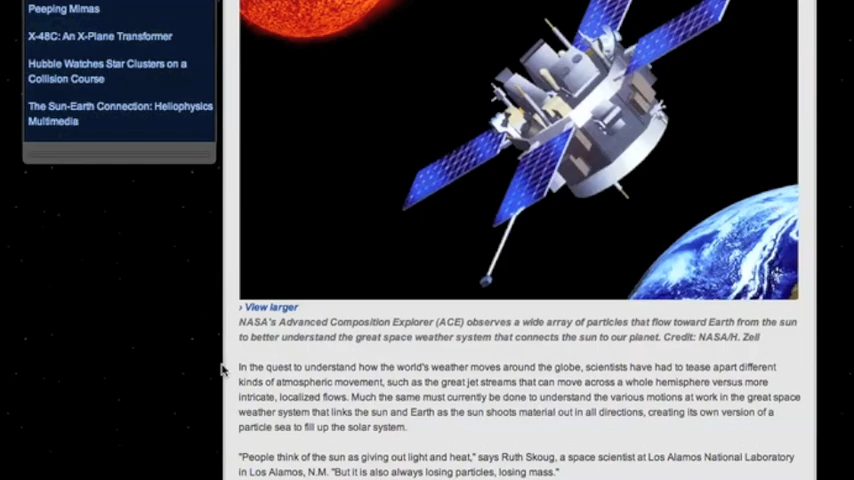 Peeping Mimas
X-48C: An X-Plane Transformer
Hubble Watches Star Clusters on a
Collision Course
The Sun-Earth Connection: Heliophysics
Multimedia
› View larger
NASA's Advanced Composition Explorer (ACE) observes a wide array of particles that flow toward Earth from the sun
to better understand the great space weather system that connects the sun to our planet. Credit: NASA/H. Zell
In the quest to understand how the world's weather moves around the globe, scientists have had to tease apart different
kinds of atmospheric movement, such as the great jet streams that can move across a whole hemisphere versus more
intricate, localized flows. Much the same must currently be done to understand the various motions at work in the great space
weather system that links the sun and Earth as the sun shoots material out in all directions, creating its own version of a
particle sea to fill up the solar system.
"People think of the sun as giving out light and heat," says Ruth Skoug, a space scientist at Los Alamos National Laboratory
in Los Alamos, N.M. "But it is also always losing particles, losing mass."